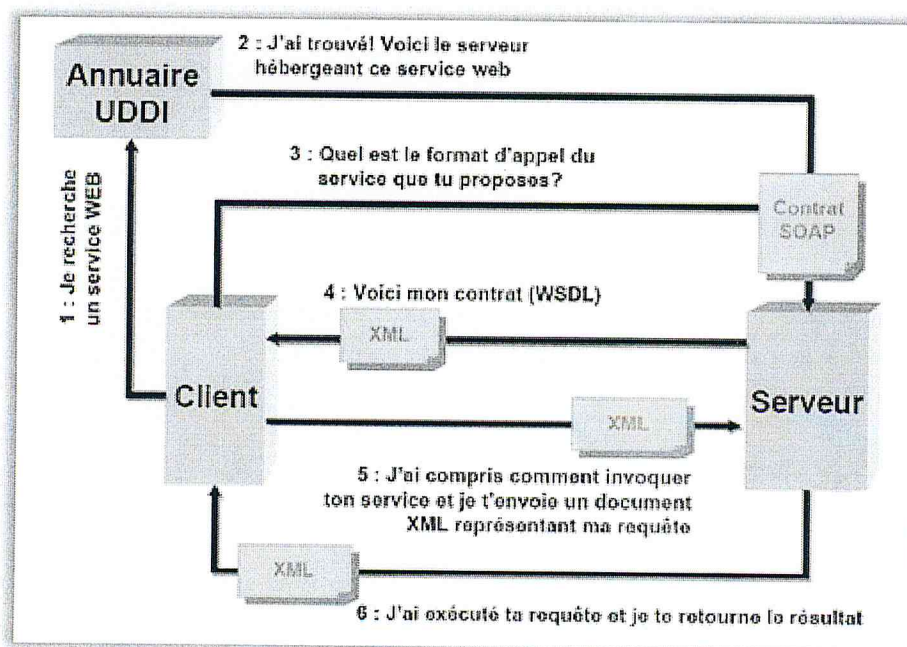 2 : J'ai trouvé! Voici le serveur
hébergeant ce service web
Annuaire
UDDI
3 : Quel est le format d'appel du
service que tu proposes?
1 : Je recherche
un service WEB
Contrat
SOAP
4 : Voici mon contrat (WSDL)
XML
Client
Serveur
XML
5 : J'ai compris comment invoquer
ton service et je t'envoie un document
XML représentant ma requête
XML
6 : J'ai exécuté ta requête et je te retourne le résultat